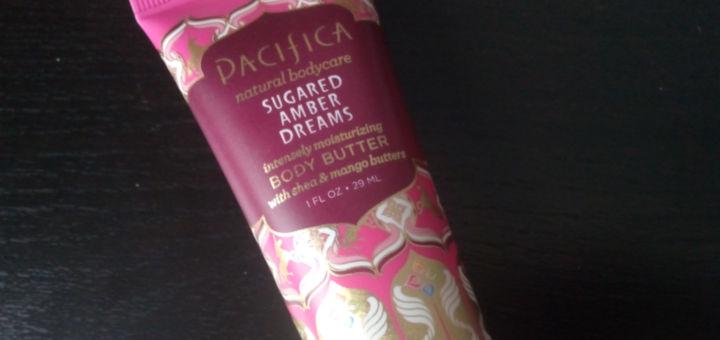 PACIFICA
natural bodycare
SUGARED
AMBER
DREAMS
intensely moisturizing
BODY BUTTER
with shea & mango butters
1 FL OZ • 29 ML